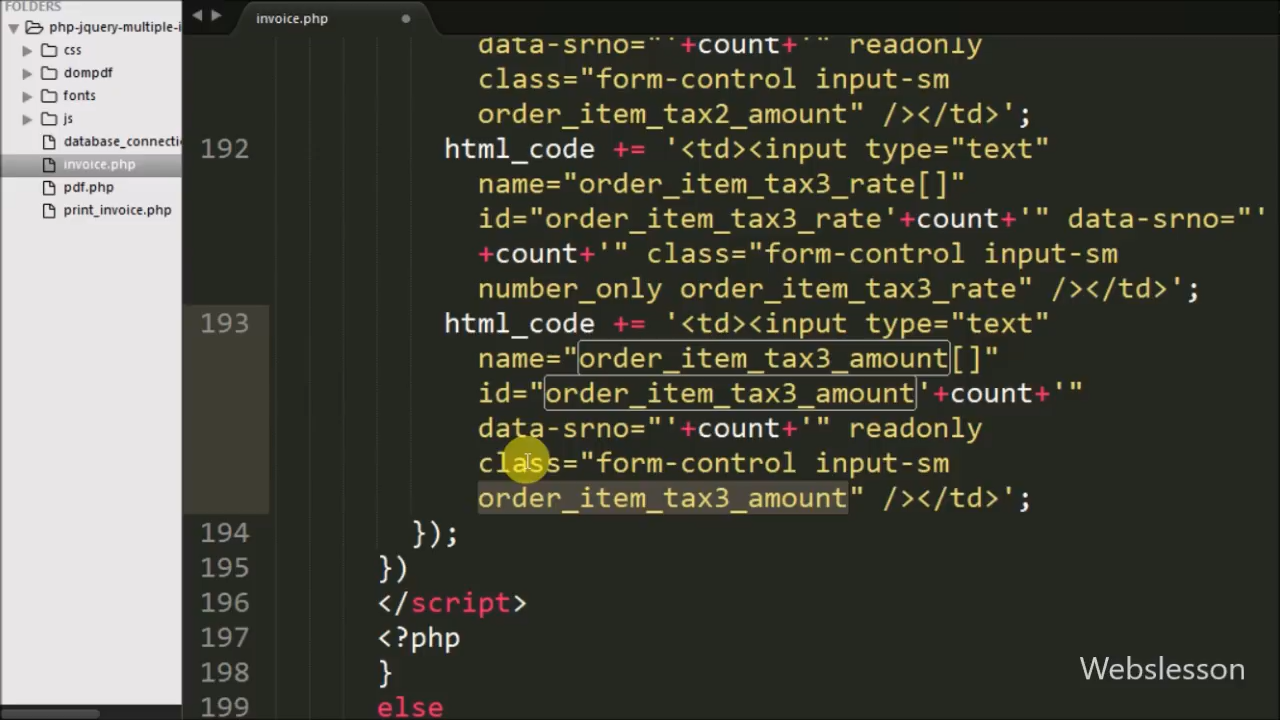 FOLDERS
php-jquery-multiple-i
css
dompdf
fonts
js
database_connecti
invoice.php
pdf.php
print_invoice.php
invoice.php
data-srno="'+count+'" readonly
class="form-control input-sm
order_item_tax2_amount" /></td>';
192 html_code += '<td><input type="text"
name="order_item_tax3_rate[]"
id="order_item_tax3_rate'+count+'" data-srno="'
+count+'" class="form-control input-sm
number_only order_item_tax3_rate" /></td>';
193 html_code += '<td><input type="text"
name="order_item_tax3_amount[]"
id="order_item_tax3_amount'+count+'"
data-srno="'+count+'" readonly
class="form-control input-sm
order_item_tax3_amount" /></td>';
194 });
195 })
196 </script>
197 <?php
198 }
199 else
Webslesson